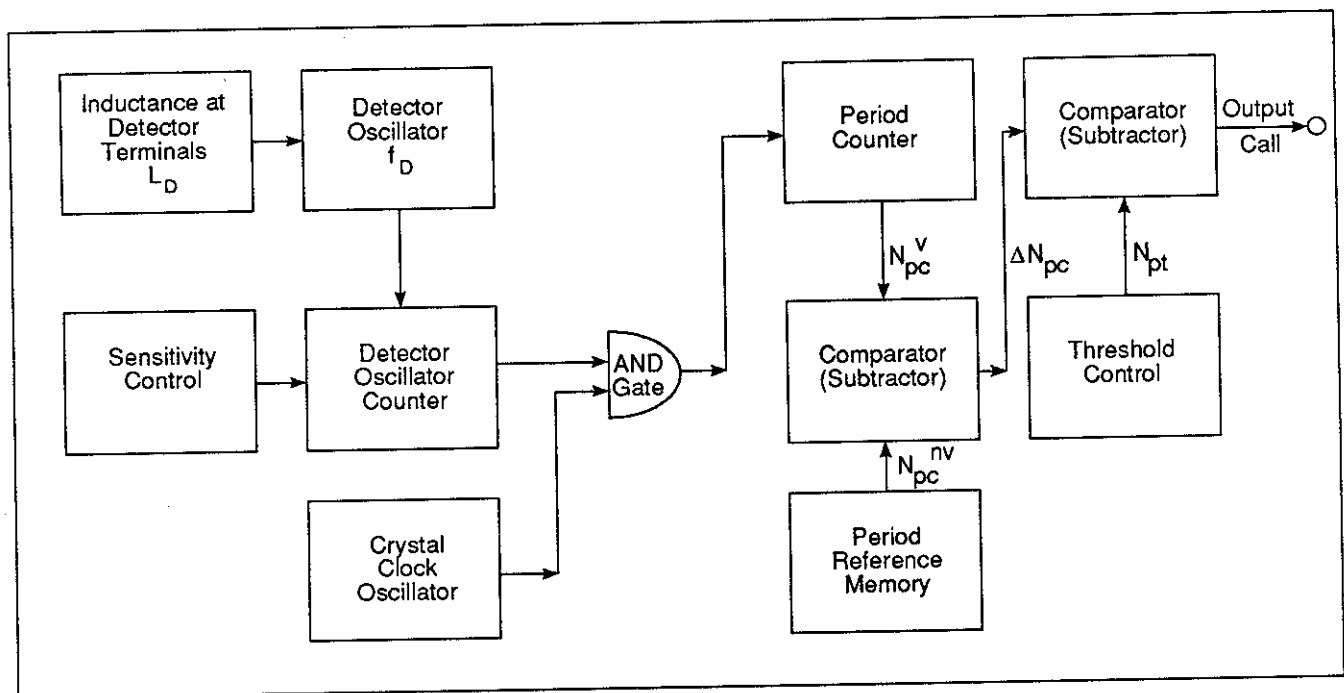 Inductance at
Detector
Terminals
L_D
Detector
Oscillator
f_D
Period
Counter
Comparator
(Subtractor)
Output
Call
N_pc^v
ΔN_pc
N_pt
Sensitivity
Control
Detector
Oscillator
Counter
AND
Gate
Comparator
(Subtractor)
Threshold
Control
N_pc^nv
Crystal
Clock
Oscillator
Period
Reference
Memory